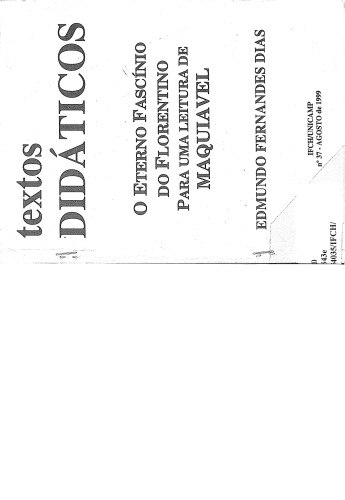 textos
DIDÁTICOS
O ETERNO FASCÍNIO
DO FLORENTINO
PARA UMA LEITURA DE
MAQUIAVEL
EDMUNDO FERNANDES DIAS
IFCH/UNICAMP
nº 37 - AGOSTO de 1999
343e
4035/IFCH/